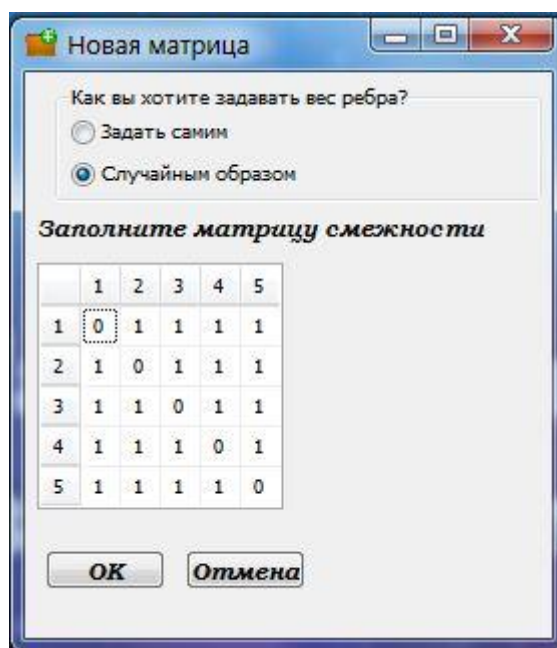 Новая матрица
Как вы хотите задавать вес ребра?
Задать самим
Случайным образом
Заполните матрицу смежности
1 2 3 4 5
1 0 1 1 1 1
2 1 0 1 1 1
3 1 1 0 1 1
4 1 1 1 0 1
5 1 1 1 1 0
OK Отмена